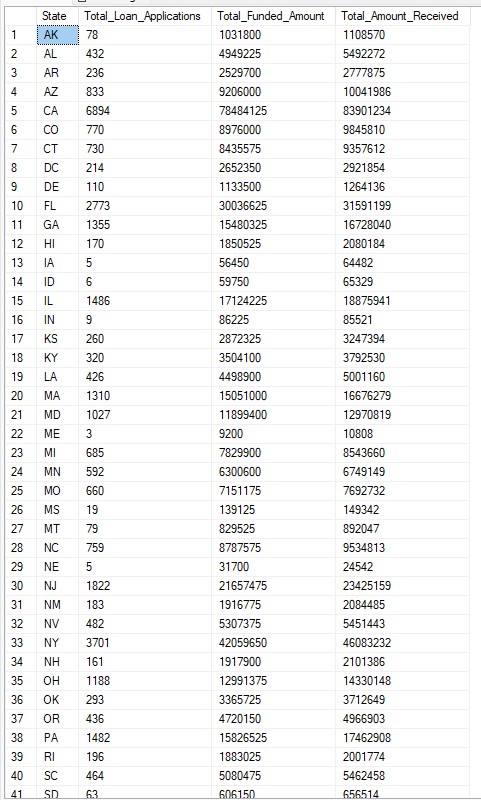 State Total_Loan_Applications Total_Funded_Amount Total_Amount_Received
1 AK 78 1031800 1108570
2 AL 432 4949225 5492272
3 AR 236 2529700 2777875
4 AZ 833 9206000 10041986
5 CA 6894 78484125 83901234
6 CO 770 8976000 9845810
7 CT 730 8435575 9357612
8 DC 214 2652350 2921854
9 DE 110 1133500 1264136
10 FL 2773 30036625 31591199
11 GA 1355 15480325 16728040
12 HI 170 1850525 2080184
13 IA 5 56450 64482
14 ID 6 59750 65329
15 IL 1486 17124225 18875941
16 IN 9 86225 85521
17 KS 260 2872325 3247394
18 KY 320 3504100 3792530
19 LA 426 4498900 5001160
20 MA 1310 15051000 16676279
21 MD 1027 11899400 12970819
22 ME 3 9200 10808
23 MI 685 7829900 8543660
24 MN 592 6300600 6749149
25 MO 660 7151175 7692732
26 MS 19 139125 149342
27 MT 79 829525 892047
28 NC 759 8787575 9534813
29 NE 5 31700 24542
30 NJ 1822 21657475 23425159
31 NM 183 1916775 2084485
32 NV 482 5307375 5451443
33 NY 3701 42059650 46083232
34 NH 161 1917900 2101386
35 OH 1188 12991375 14330148
36 OK 293 3365725 3712649
37 OR 436 4720150 4966903
38 PA 1482 15826525 17462908
39 RI 196 1883025 2001774
40 SC 464 5080475 5462458
41 SD 63 606150 656514